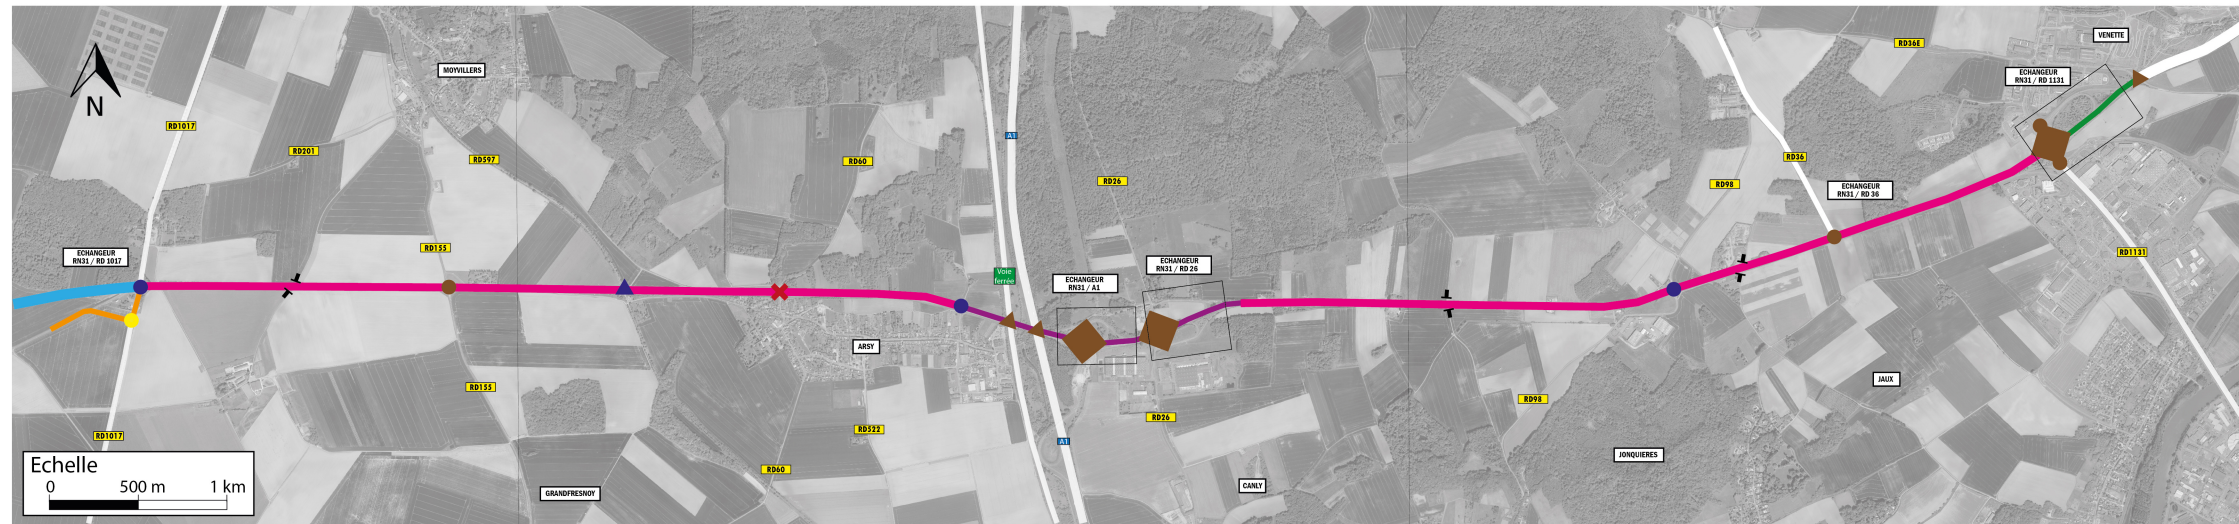 VENETTE
RD36E
MOYVILLERS
ECHANGEUR
RN31 / RD 1131
RD1017
A1
RD201
RD597
RD60
RD36
RD26
RD98
ECHANGEUR
RN31 / RD 36
RD155
ECHANGEUR
RN31 / RD 1017
RD1131
ECHANGEUR
RN31 / RD 26
Voie
ferrée
ECHANGEUR
RN31 / A1
ARSY
JAUX
RD155
RD98
RD26
RD522
RD1017
A1
JONQUIERES
RD60
CANLY
GRANDFRESNOY
N
Echelle
0 500 m 1 km